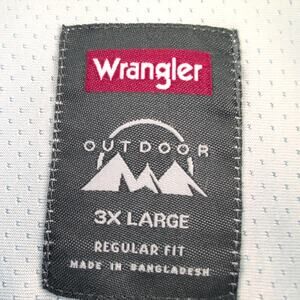 Wrangler
OUTDOOR
3X LARGE
REGULAR FIT
MADE IN BANGLADESH